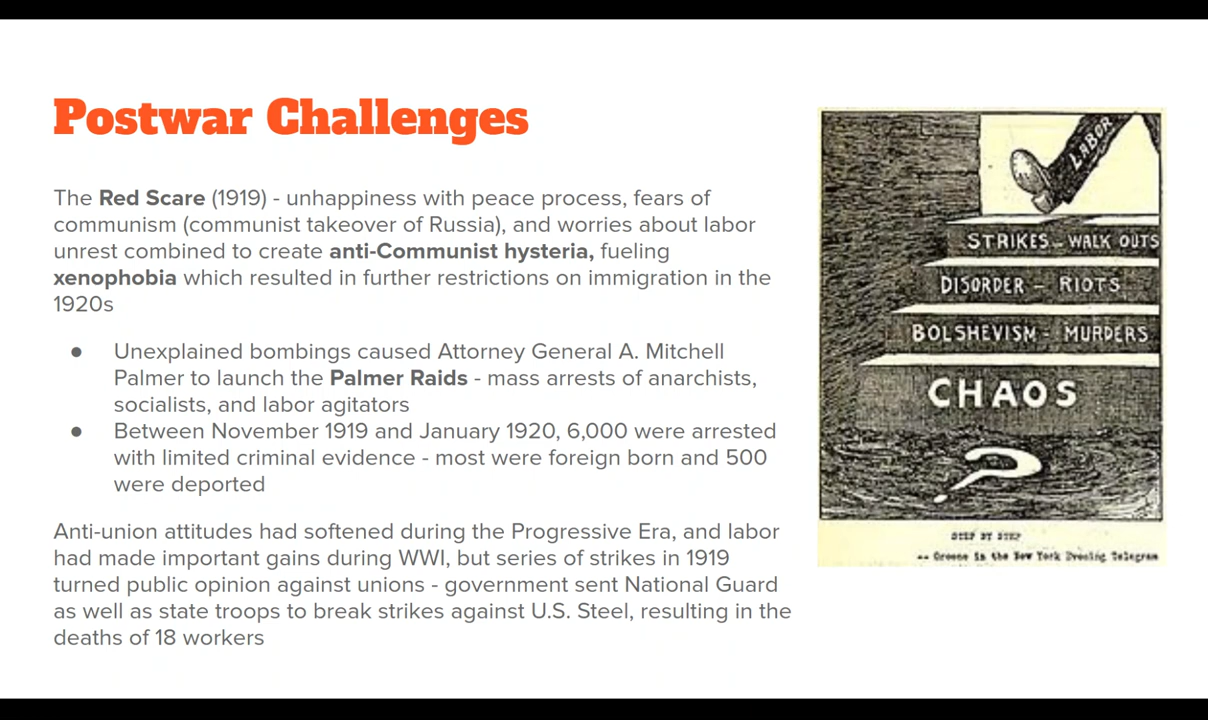 Postwar Challenges
The Red Scare (1919) - unhappiness with peace process, fears of
communism (communist takeover of Russia), and worries about labor
unrest combined to create anti-Communist hysteria, fueling
xenophobia which resulted in further restrictions on immigration in the
1920s
● Unexplained bombings caused Attorney General A. Mitchell
Palmer to launch the Palmer Raids - mass arrests of anarchists,
socialists, and labor agitators
● Between November 1919 and January 1920, 6,000 were arrested
with limited criminal evidence - most were foreign born and 500
were deported
Anti-union attitudes had softened during the Progressive Era, and labor
had made important gains during WWI, but series of strikes in 1919
turned public opinion against unions - government sent National Guard
as well as state troops to break strikes against U.S. Steel, resulting in the
deaths of 18 workers
LABOR
STRIKES - WALK OUTS
DISORDER - RIOTS
BOLSHEVISM - MURDERS
CHAOS
?
STEP BY STEP
-- Greene in the New York Evening Telegram